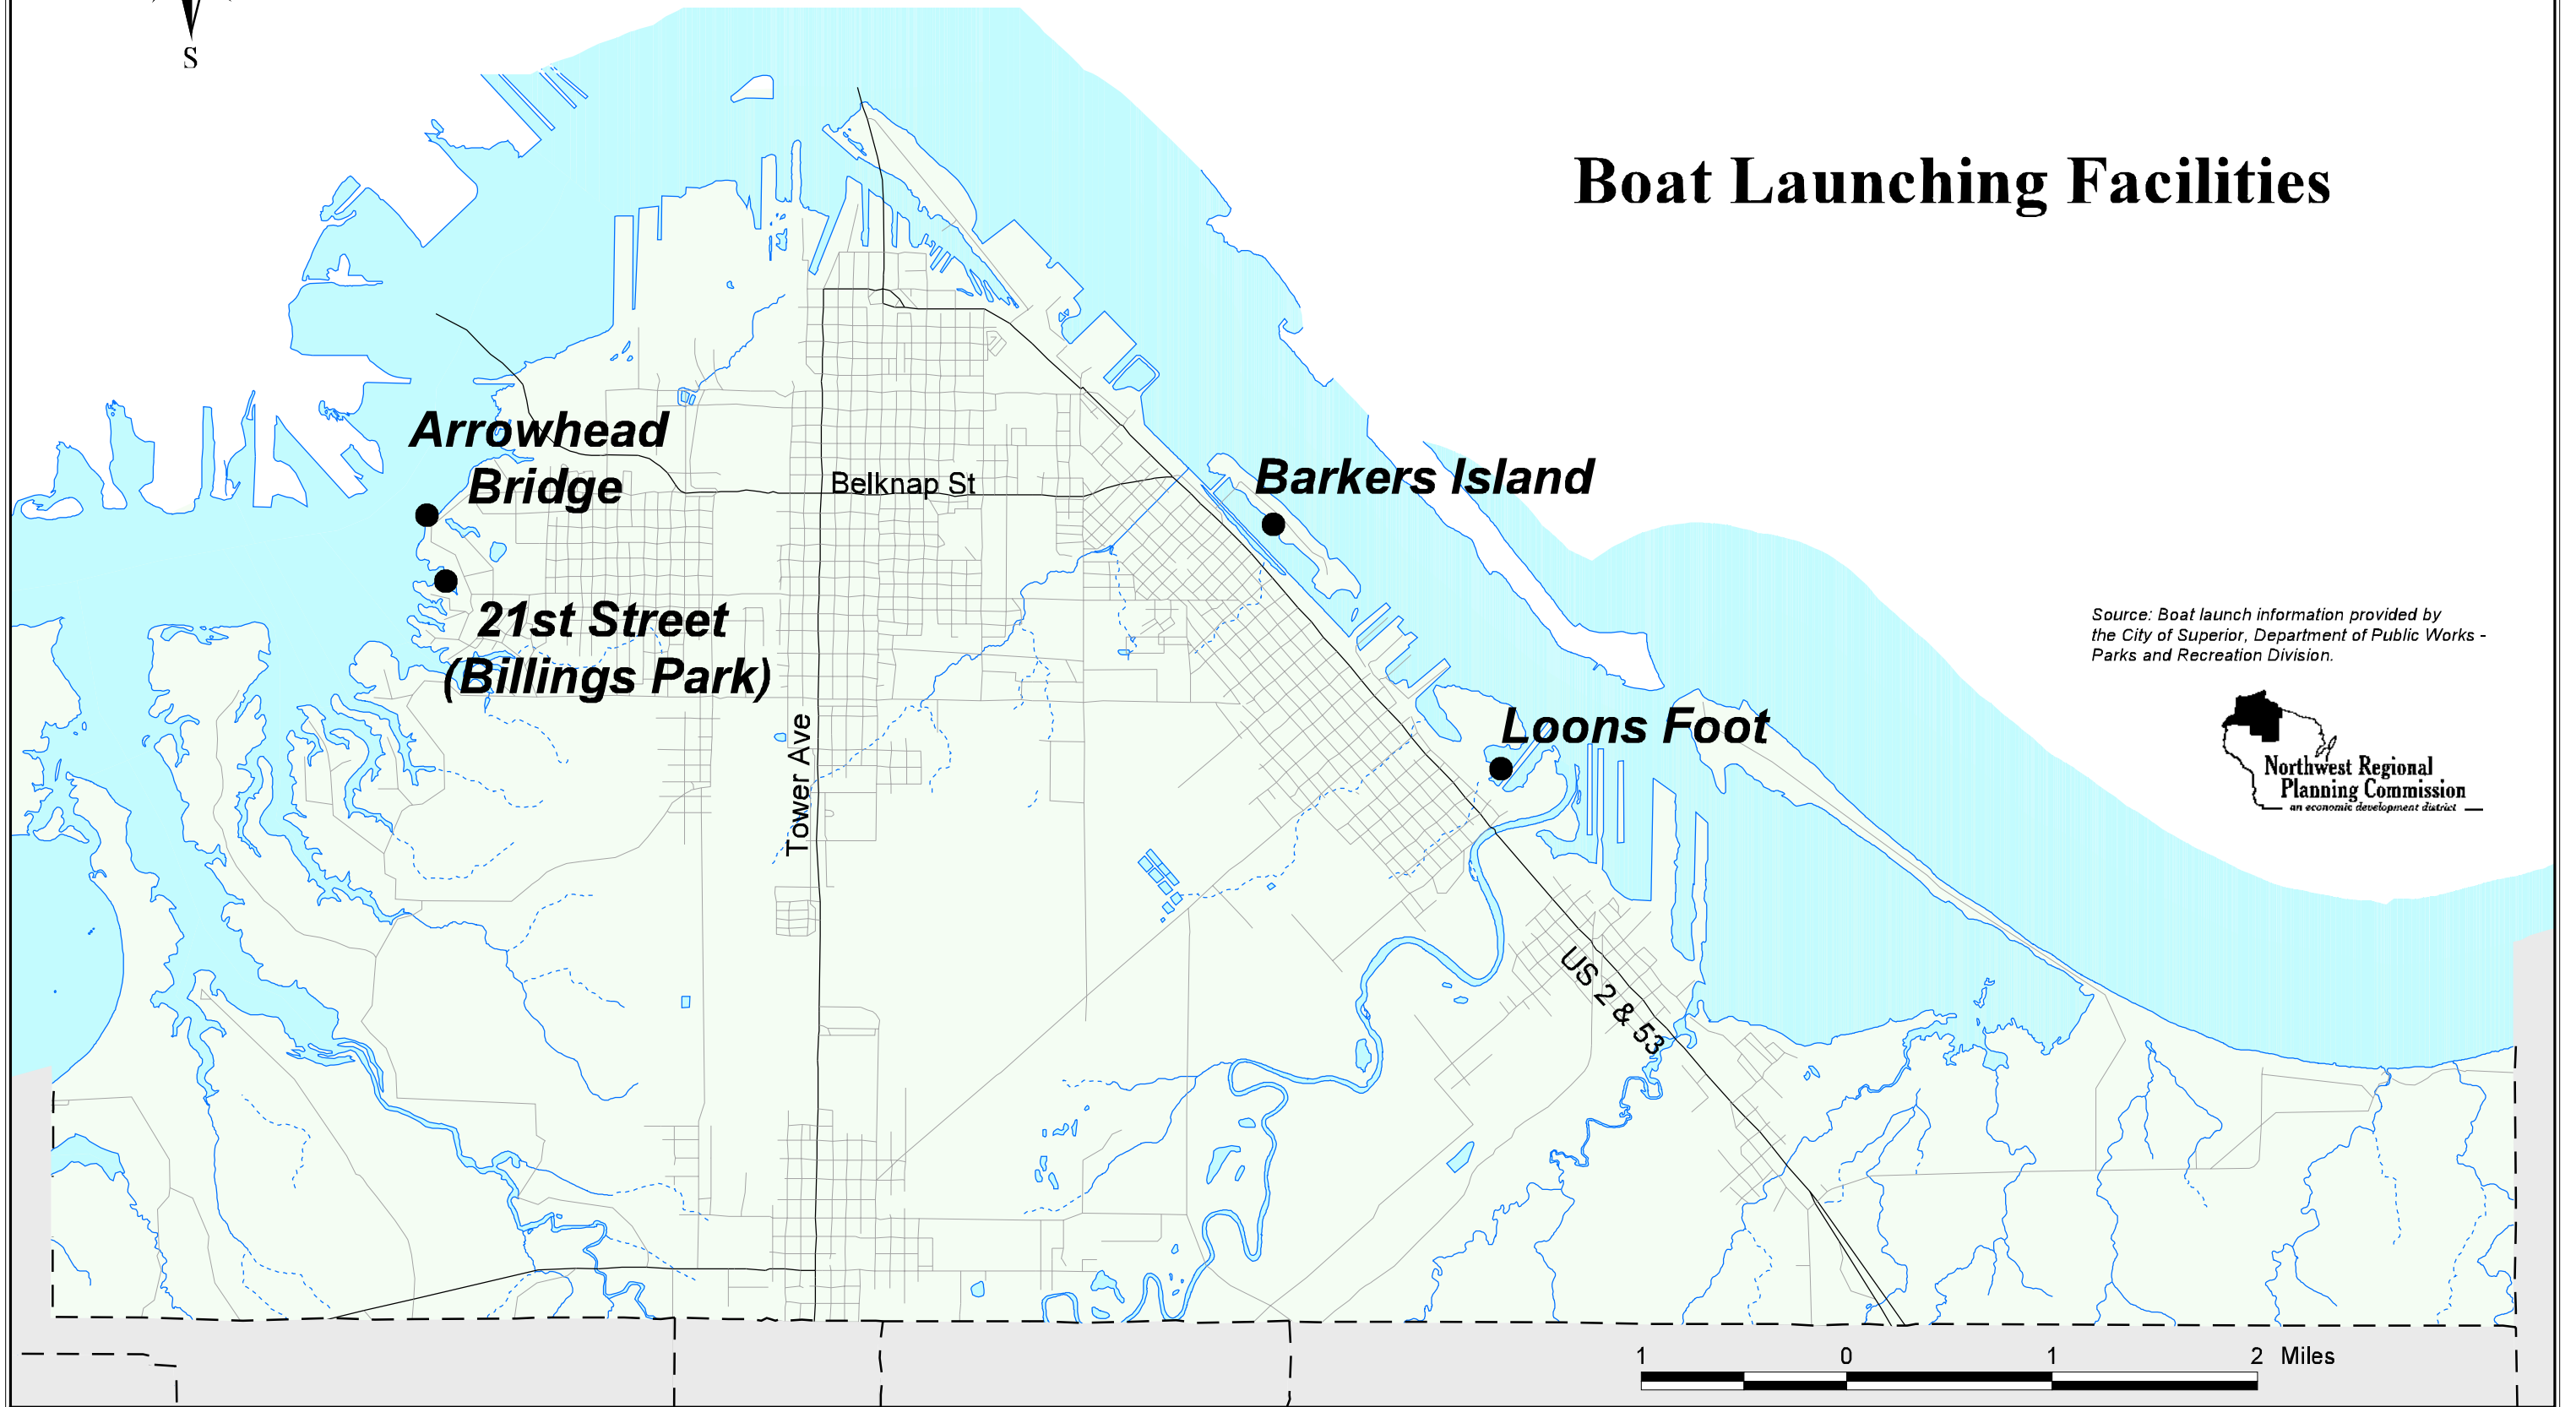 S
Boat Launching Facilities
Arrowhead
Bridge
Belknap St
Barkers Island
21st Street
(Billings Park)
Source: Boat launch information provided by
the City of Superior, Department of Public Works -
Parks and Recreation Division.
Tower Ave
Loons Foot
Northwest Regional
Planning Commission
an economic development district
US 2 & 53
1 0 1 2 Miles